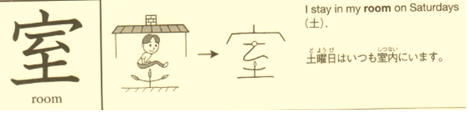 室
room
I stay in my room on Saturdays
(土).
どようび しつない
土曜日はいつも室内にいます。
室